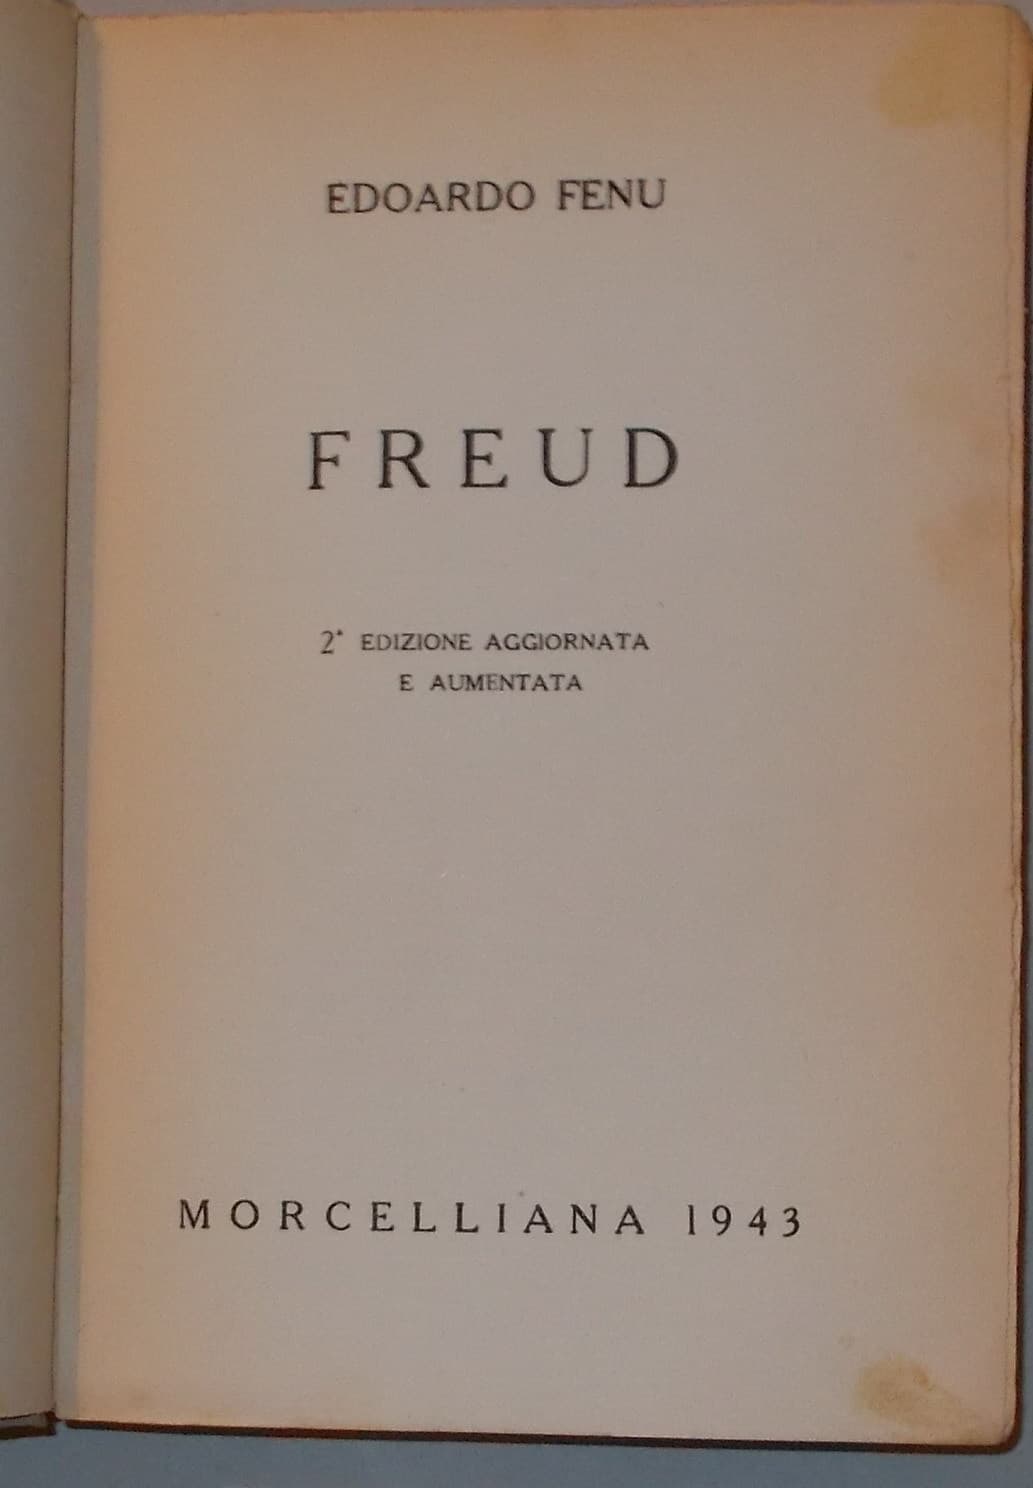 EDOARDO FENU
FREUD
2ª EDIZIONE AGGIORNATA
E AUMENTATA
MORCELLIANA 1943